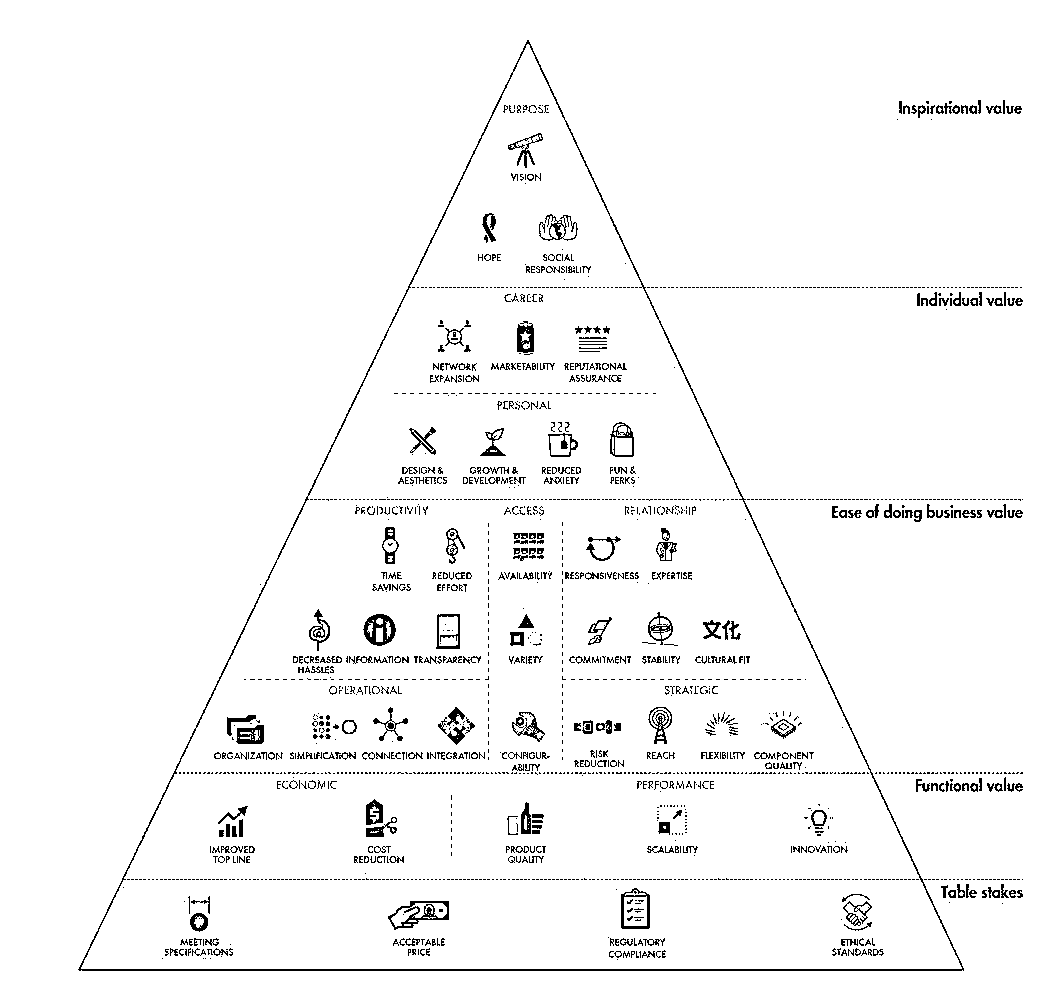 PURPOSE
Inspirational value
VISION
HOPE
SOCIAL
RESPONSIBILITY
CAREER
Individual value
NETWORK
EXPANSION
MARKETABILITY
REPUTATIONAL
ASSURANCE
PERSONAL
DESIGN &
AESTHETICS
GROWTH &
DEVELOPMENT
REDUCED
ANXIETY
FUN &
PERKS
PRODUCTIVITY
ACCESS
RELATIONSHIP
Ease of doing business value
TIME
SAVINGS
REDUCED
EFFORT
AVAILABILITY
RESPONSIVENESS
EXPERTISE
文化
DECREASED
HASSLES
INFORMATION
TRANSPARENCY
VARIETY
COMMITMENT
STABILITY
CULTURAL FIT
OPERATIONAL
STRATEGIC
ORGANIZATION
SIMPLIFICATION
CONNECTION
INTEGRATION
CONFIGUR-
ABILITY
RISK
REDUCTION
REACH
FLEXIBILITY
COMPONENT
QUALITY
ECONOMIC
PERFORMANCE
Functional value
$
IMPROVED
TOP LINE
COST
REDUCTION
PRODUCT
QUALITY
SCALABILITY
INNOVATION
Table stakes
MEETING
SPECIFICATIONS
ACCEPTABLE
PRICE
REGULATORY
COMPLIANCE
ETHICAL
STANDARDS